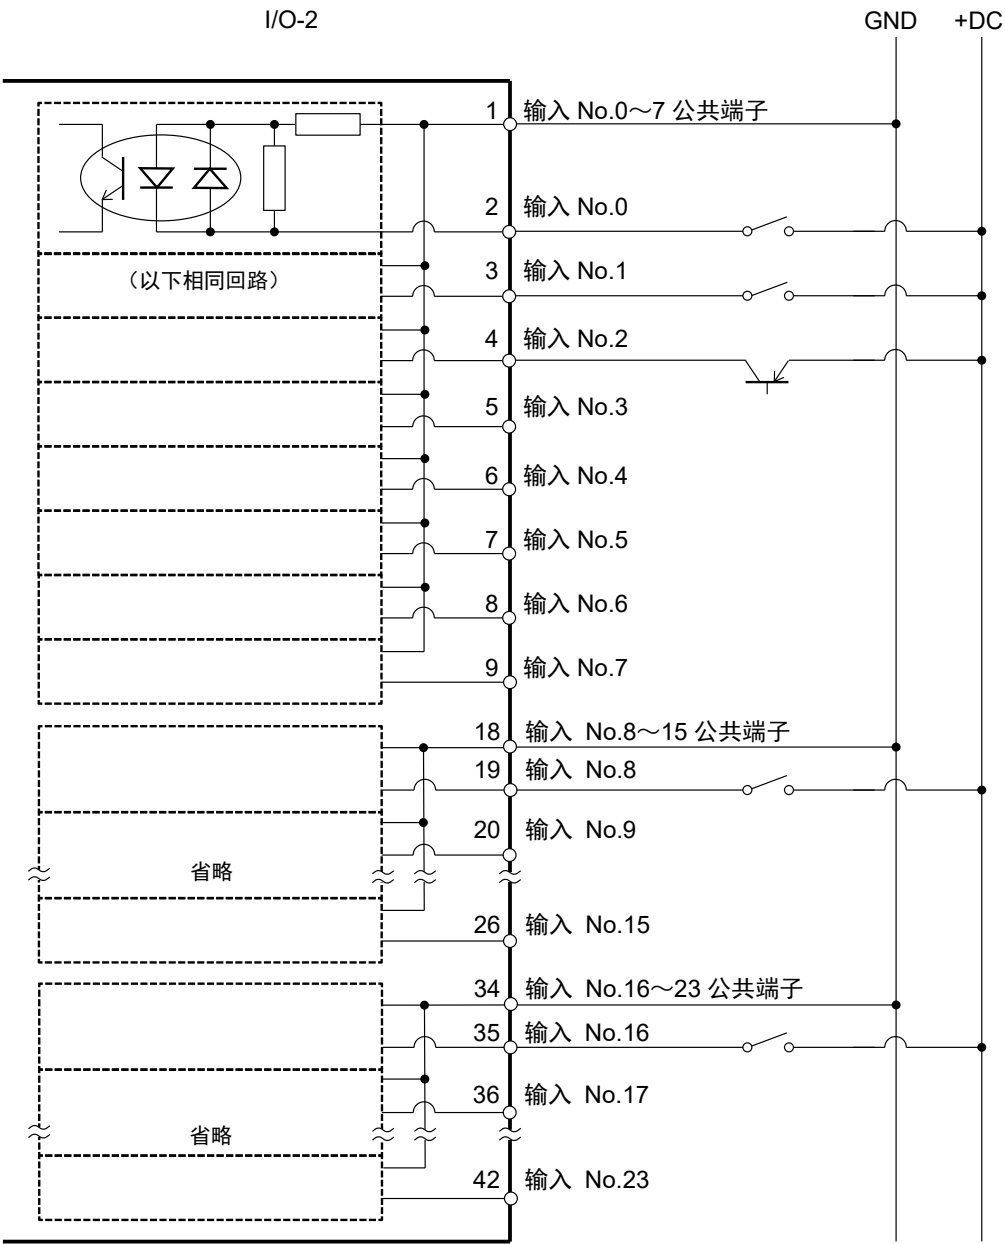 I/O-2 GND +DC
1 输入 No.0～7 公共端子
2 输入 No.0
（以下相同回路） 3 输入 No.1
4 输入 No.2
5 输入 No.3
6 输入 No.4
7 输入 No.5
8 输入 No.6
9 输入 No.7
18 输入 No.8～15 公共端子
19 输入 No.8
20 输入 No.9
省略
26 输入 No.15
34 输入 No.16～23 公共端子
35 输入 No.16
36 输入 No.17
省略
42 输入 No.23